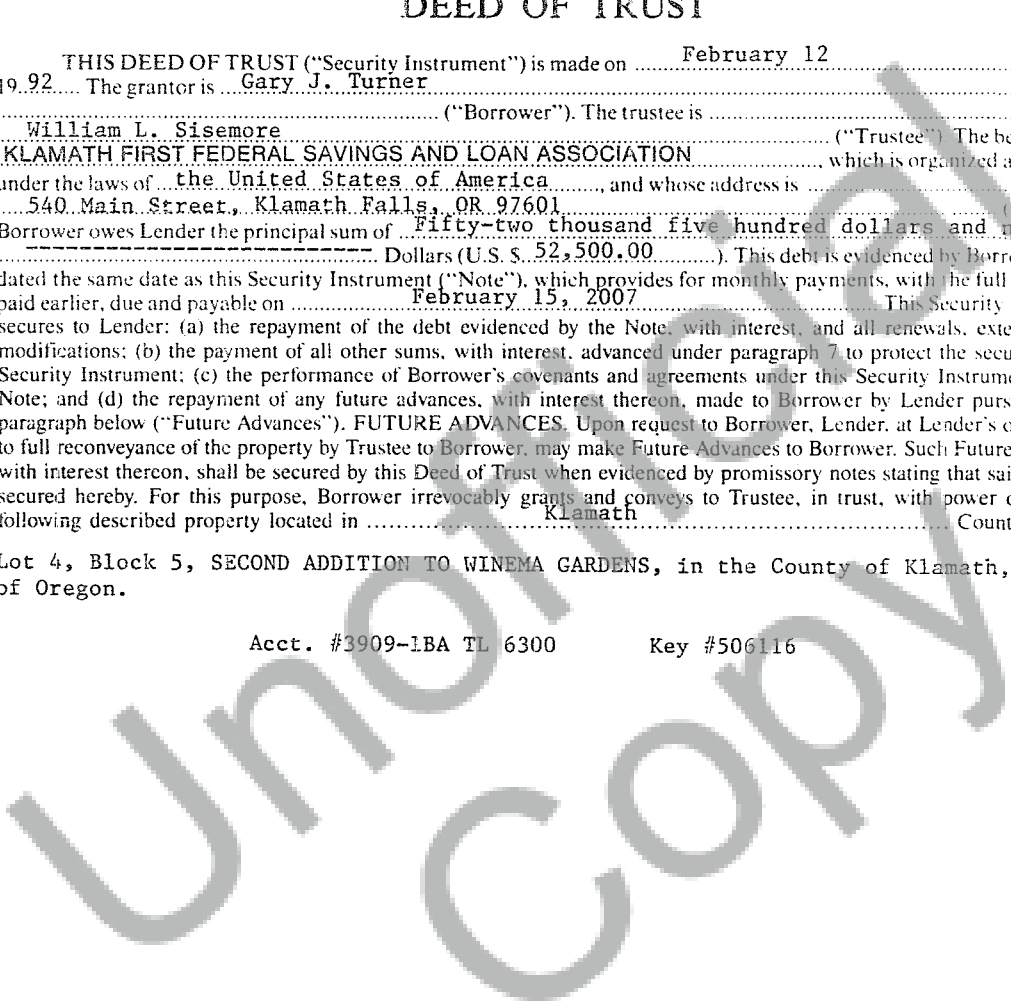 DEED OF TRUST
THIS DEED OF TRUST ("Security Instrument") is made on February 12
19 92 The grantor is Gary J. Turner
("Borrower"). The trustee is
William L. Sisemore ("Trustee") The be
KLAMATH FIRST FEDERAL SAVINGS AND LOAN ASSOCIATION, which is organized a
under the laws of the United States of America, and whose address is
540 Main Street, Klamath Falls, OR 97601 (
Borrower owes Lender the principal sum of Fifty-two thousand five hundred dollars and n
Dollars (U.S. $ 52,500.00). This debt is evidenced by Borr
dated the same date as this Security Instrument ("Note"), which provides for monthly payments, with the full
paid earlier, due and payable on February 15, 2007 This Security
secures to Lender: (a) the repayment of the debt evidenced by the Note, with interest, and all renewals, exte
modifications; (b) the payment of all other sums, with interest, advanced under paragraph 7 to protect the secu
Security Instrument; (c) the performance of Borrower's covenants and agreements under this Security Instrume
Note; and (d) the repayment of any future advances, with interest thereon, made to Borrower by Lender purs
paragraph below ("Future Advances"). FUTURE ADVANCES. Upon request to Borrower, Lender, at Lender's o
to full reconveyance of the property by Trustee to Borrower, may make Future Advances to Borrower. Such Future
with interest thereon, shall be secured by this Deed of Trust when evidenced by promissory notes stating that sai
secured hereby. For this purpose, Borrower irrevocably grants and conveys to Trustee, in trust, with power o
following described property located in Klamath Count
Lot 4, Block 5, SECOND ADDITION TO WINEMA GARDENS, in the County of Klamath,
of Oregon.
Acct. #3909-1BA TL 6300 Key #506116
Unofficial
Copy